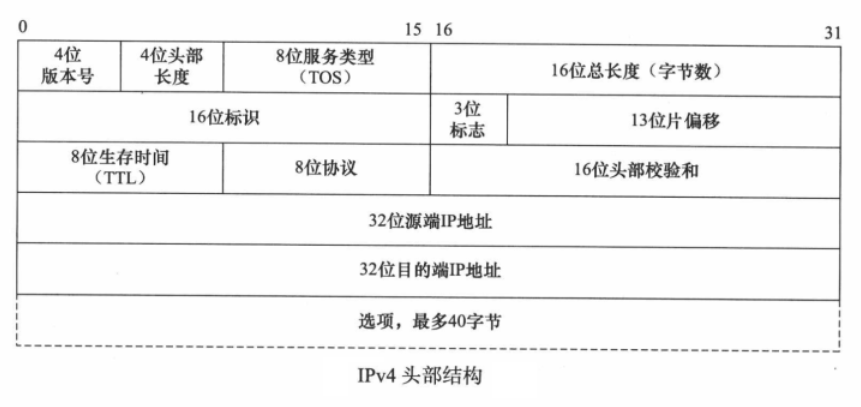 0 15 16 31
4位
版本号
4位头部
长度
8位服务类型
（TOS）
16位总长度（字节数）
16位标识
3位
标志
13位片偏移
8位生存时间
（TTL）
8位协议
16位头部校验和
32位源端IP地址
32位目的端IP地址
选项，最多40字节
IPv4 头部结构